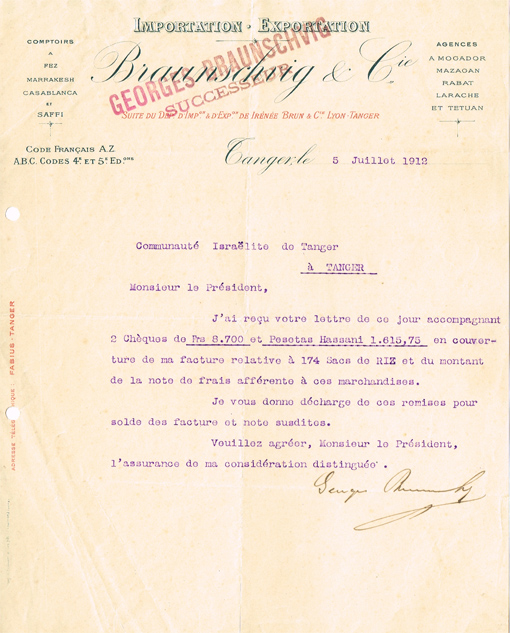 IMPORTATION - EXPORTATION
COMPTOIRS
A
FEZ
MARRAKESH
CASABLANCA
ET
SAFFI
Braunschvig & Cie
GEORGES BRAUNSCHVIG
SUCCESSEUR
AGENCES
A MOGADOR
MAZAGAN
RABAT
LARACHE
ET TETUAN
SUITE DU DÉPT D'IMPON & D'EXPON DE IRÉNÉE BRUN & CIE LYON-TANGER
CODE FRANÇAIS A.Z
A.B.C. CODES 4E ET 5E EDONS
Tanger, le 5 Juillet 1912
Communauté Israëlite de Tanger
à TANGER
Monsieur le Président,
J'ai reçu votre lettre de ce jour accompagnant
2 Chèques de Frs 8.700 et Pesetas Hassani 1.615,75 en couver-
ture de ma facture relative à 174 Sacs de RIZ et du montant
de la note de frais afférente à ces marchandises.
Je vous donne décharge de ces remises pour
solde des facture et note susdites.
Veuillez agréer, Monsieur le Président,
l'assurance de ma considération distinguée .
Georges Braunschvig
ADRESSE TÉLÉ IQUE : FABIUS-TANGER